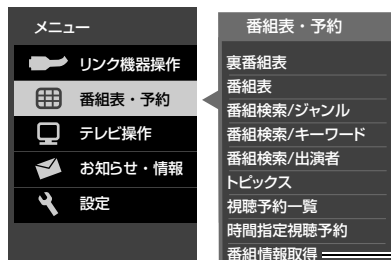 メニュー
リンク機器操作
番組表・予約
テレビ操作
お知らせ・情報
設定
番組表・予約
裏番組表
番組表
番組検索/ジャンル
番組検索/キーワード
番組検索/出演者
トピックス
視聴予約一覧
時間指定視聴予約
番組情報取得